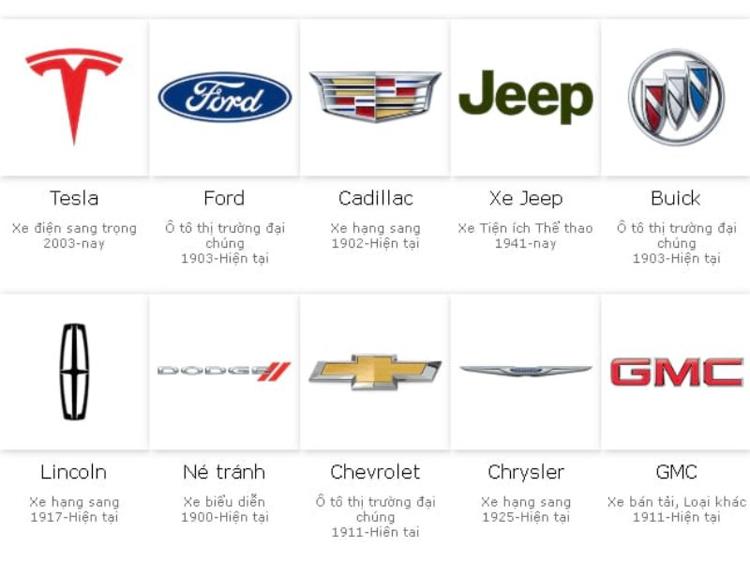 Ford
Jeep
Tesla
Ford
Cadillac
Xe Jeep
Buick
Xe điện sang trọng
2003-nay
Ô tô thị trường đại
chúng
1903-Hiện tại
Xe hạng sang
1902-Hiện tại
Xe Tiện ích Thể thao
1941-nay
Ô tô thị trường đại
chúng
1903-Hiện tại
DODGE
GMC
Lincoln
Né tránh
Chevrolet
Chrysler
GMC
Xe hạng sang
1917-Hiện tại
Xe biểu diễn
1900-Hiện tại
Ô tô thị trường đại
chúng
1911-Hiên tai
Xe hạng sang
1925-Hiện tại
Xe bán tải, Loại khác
1911-Hiện tại